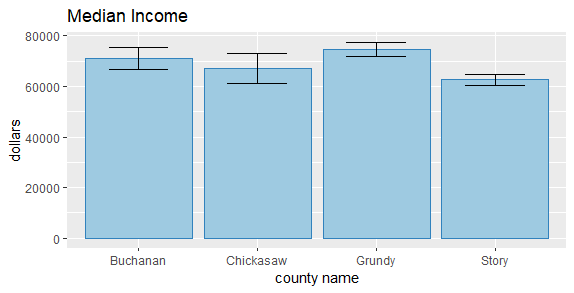 Median Income
80000
60000
40000
20000
0
dollars
Buchanan Chickasaw Grundy Story
county name